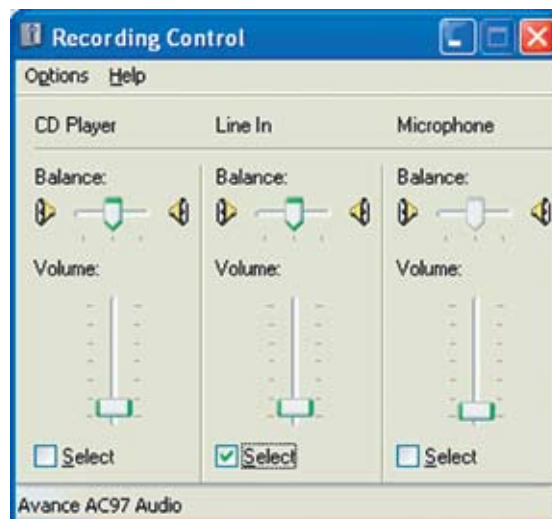 Recording Control
Options Help
CD Player Line In Microphone
Balance: Balance: Balance:
Volume: Volume: Volume:
Select Select Select
Avance AC97 Audio